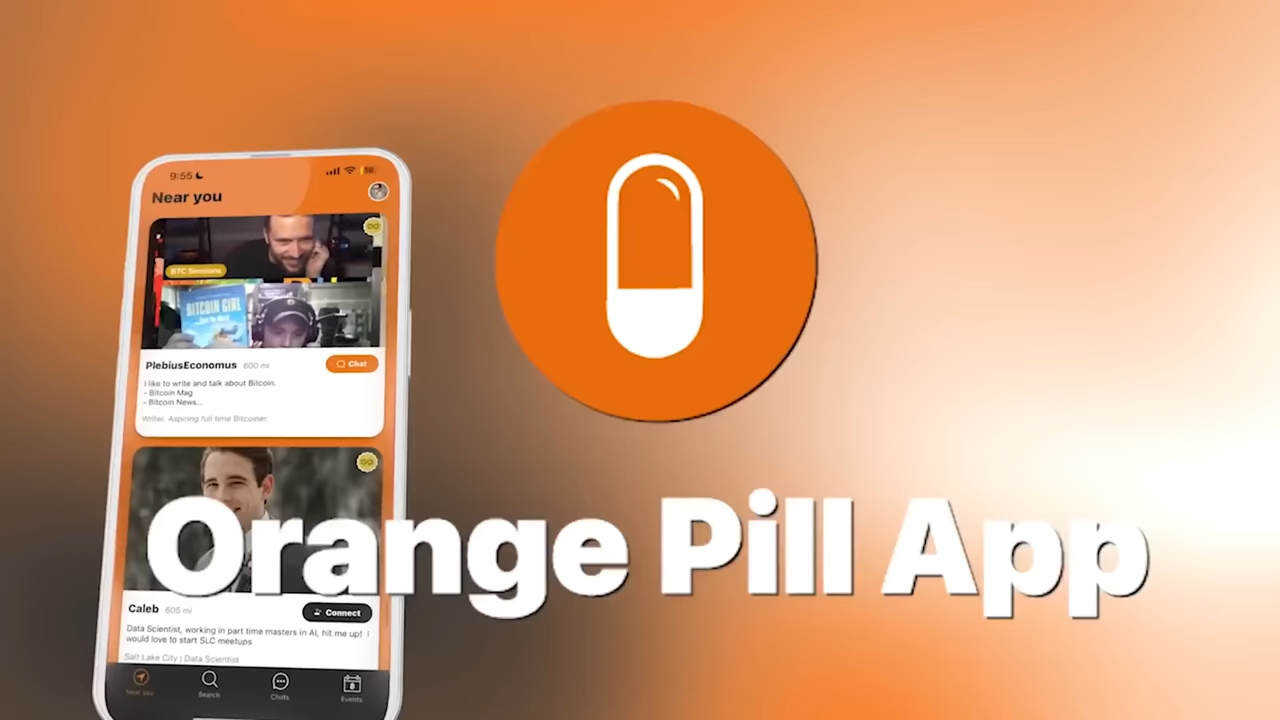 9:55
Near you
BTC Sessions
BITCOIN GIRL
PlebiusEconomus 600 mi
Chat
I like to write and talk about Bitcoin.
- Bitcoin Mag
- Bitcoin News...
Writer. Aspiring full time Bitcoiner.
Orange Pill App
Caleb 605 mi
Connect
Data Scientist, working in part time masters in AI, hit me up! I
would love to start SLC meetups
Salt Lake City | Data Scientist
Near you
Search
Chats
Events